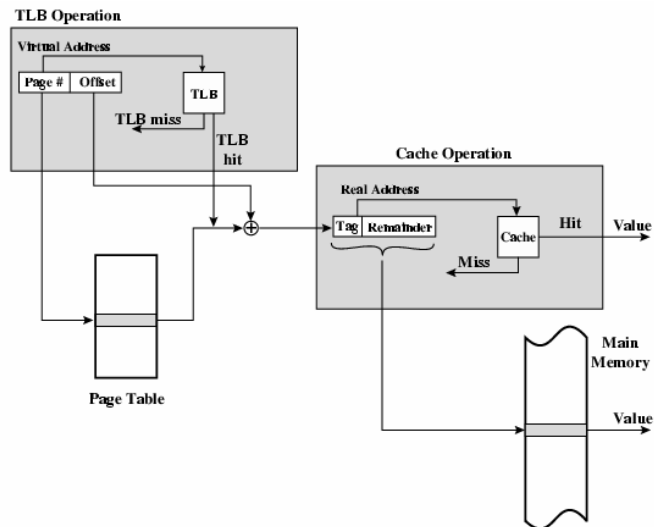 TLB Operation
Virtual Address
Page # Offset
TLB
TLB miss
TLB
hit
Cache Operation
Real Address
Tag Remainder
Cache
Hit
Value
Miss
Page Table
Main
Memory
Value